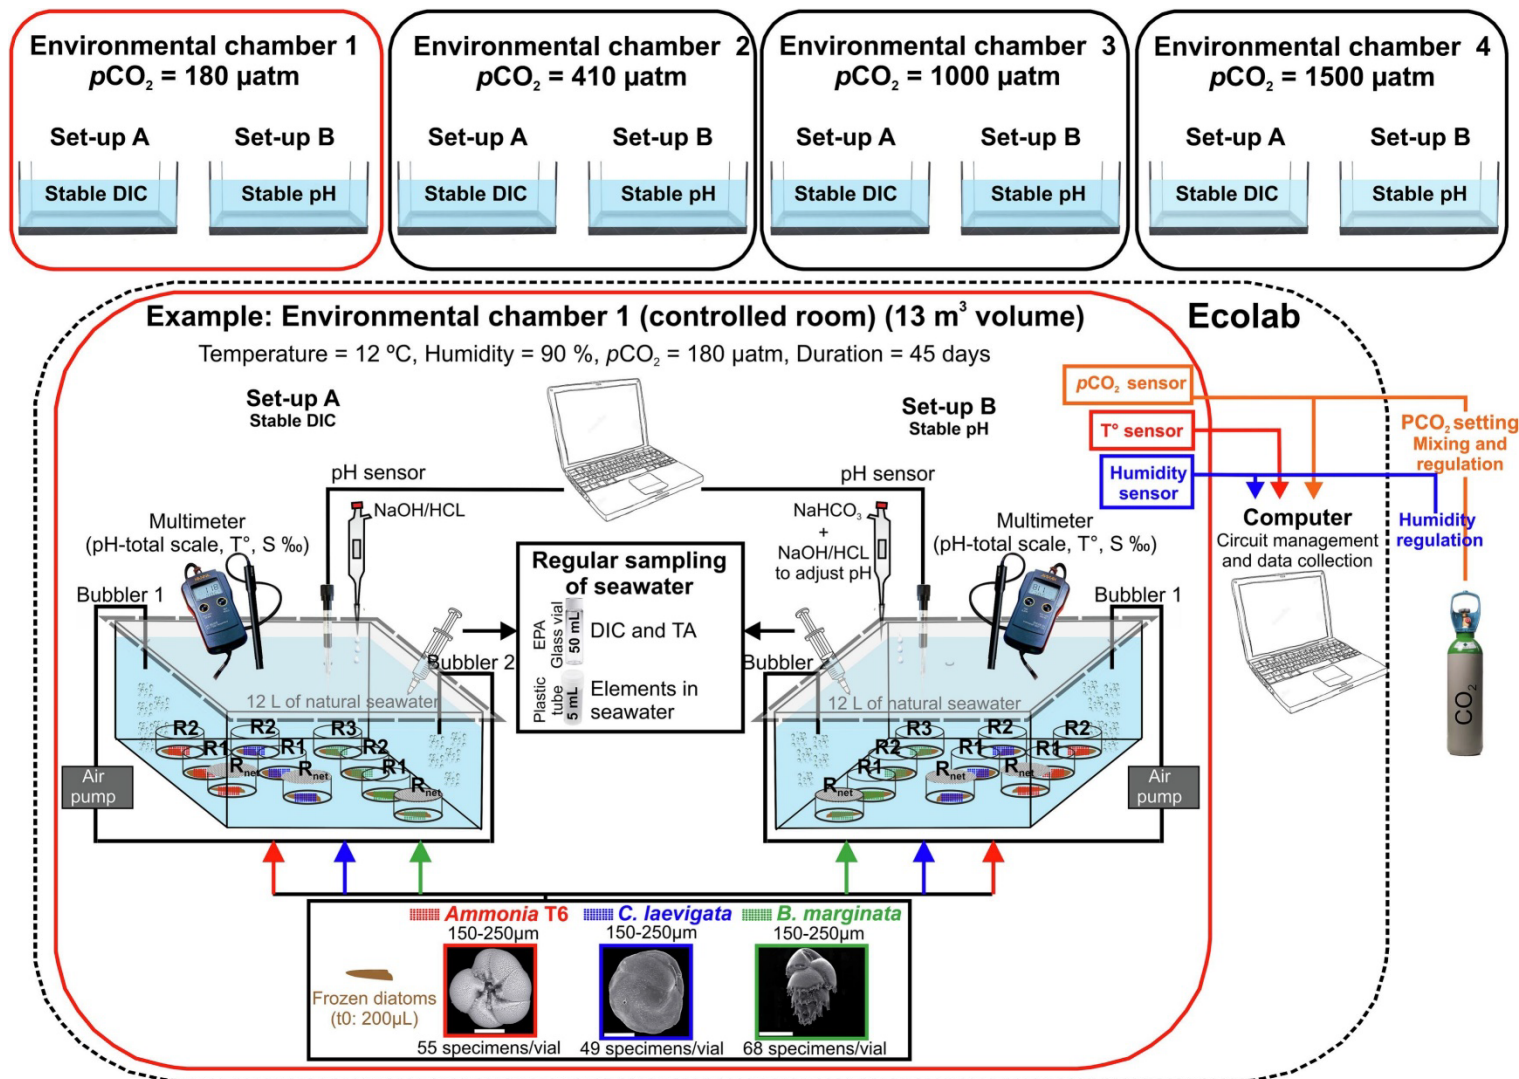 Environmental chamber 1
pCO₂ = 180 µatm
Set-up A
Set-up B
Stable DIC
Stable pH
Environmental chamber 2
pCO₂ = 410 µatm
Set-up A
Set-up B
Stable DIC
Stable pH
Environmental chamber 3
pCO₂ = 1000 µatm
Set-up A
Set-up B
Stable DIC
Stable pH
Environmental chamber 4
pCO₂ = 1500 µatm
Set-up A
Set-up B
Stable DIC
Stable pH
Example: Environmental chamber 1 (controlled room) (13 m³ volume)
Ecolab
Temperature = 12 ºC, Humidity = 90 %, pCO₂ = 180 µatm, Duration = 45 days
Set-up A
Stable DIC
Set-up B
Stable pH
pCO₂ sensor
T° sensor
Humidity
sensor
PCO₂ setting
Mixing and
regulation
Humidity
regulation
Computer
Circuit management
and data collection
CO₂
pH sensor
NaOH/HCL
Multimeter
(pH-total scale, T°, S ‰)
Bubbler 1
Bubbler 2
12 L of natural seawater
R2
R2
R3
R1
R1
R2
R1
Rnet
Rnet
Rnet
Air
pump
Regular sampling
of seawater
EPA
Glass vial
50 mL
DIC and TA
Plastic
tube
5 mL
Elements in
seawater
pH sensor
NaHCO₃
+
NaOH/HCL
to adjust pH
Multimeter
(pH-total scale, T°, S ‰)
Bubbler 1
Bubbler
12 L of natural seawater
R3
R2
R2
R2
R1
R1
R1
Rnet
Rnet
Rnet
Air
pump
Ammonia T6
150-250µm
55 specimens/vial
C. laevigata
150-250µm
49 specimens/vial
B. marginata
150-250µm
68 specimens/vial
Frozen diatoms
(t0: 200µL)